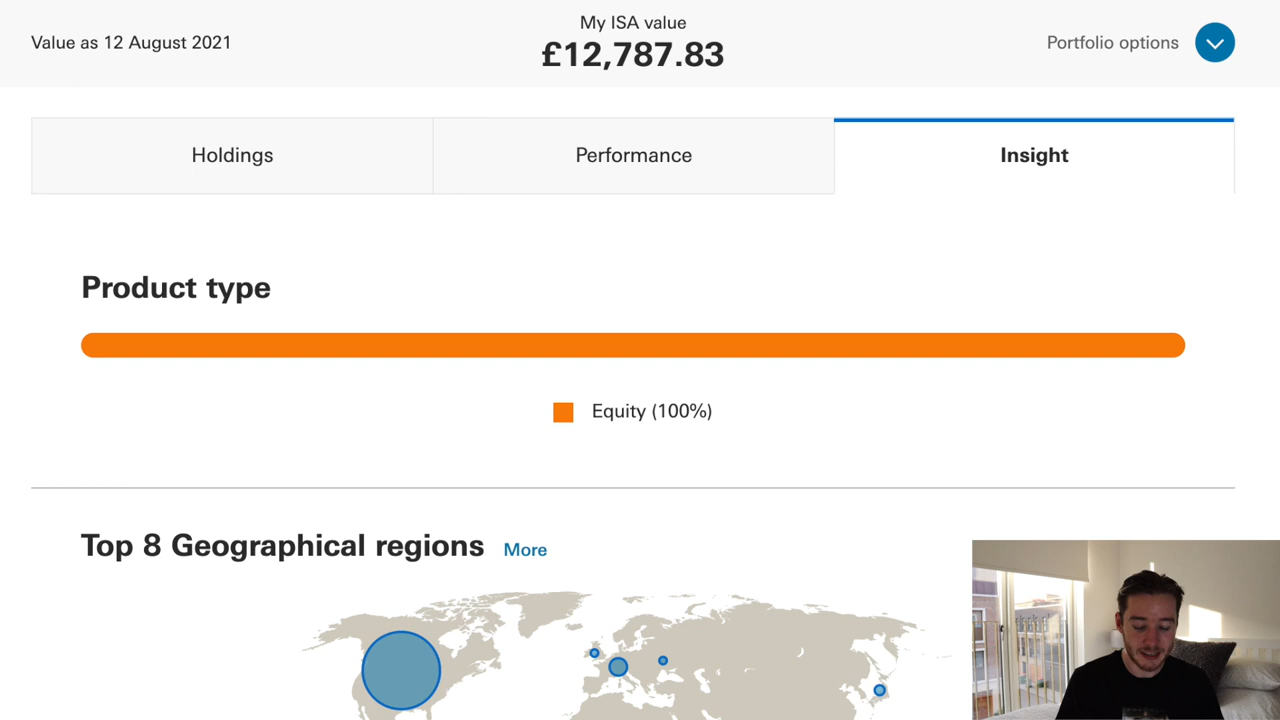 Value as 12 August 2021
My ISA value
£12,787.83
Portfolio options
Holdings
Performance
Insight
Product type
Equity (100%)
Top 8 Geographical regions More